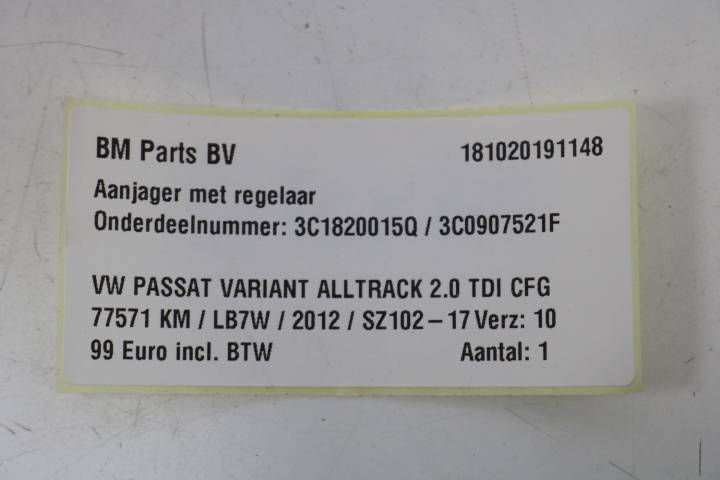 BM Parts BV 181020191148
Aanjager met regelaar
Onderdeelnummer: 3C1820015Q / 3C0907521F
VW PASSAT VARIANT ALLTRACK 2.0 TDI CFG
77571 KM / LB7W / 2012 / SZ102-17 Verz: 10
99 Euro incl. BTW Aantal: 1